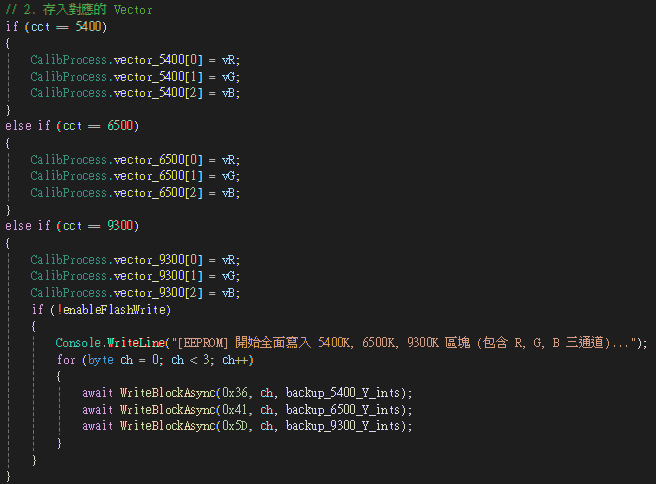 // 2. 存入對應的 Vector
if (cct == 5400)
{
    CalibProcess.vector_5400[0] = vR;
    CalibProcess.vector_5400[1] = vG;
    CalibProcess.vector_5400[2] = vB;
}
else if (cct == 6500)
{
    CalibProcess.vector_6500[0] = vR;
    CalibProcess.vector_6500[1] = vG;
    CalibProcess.vector_6500[2] = vB;
}
else if (cct == 9300)
{
    CalibProcess.vector_9300[0] = vR;
    CalibProcess.vector_9300[1] = vG;
    CalibProcess.vector_9300[2] = vB;
    if (!enableFlashWrite)
    {
        Console.WriteLine("[EEPROM] 開始全面寫入 5400K, 6500K, 9300K 區塊 (包含 R, G, B 三通道)...");
        for (byte ch = 0; ch < 3; ch++)
        {
            await WriteBlockAsync(0x36, ch, backup_5400_Y_ints);
            await WriteBlockAsync(0x41, ch, backup_6500_Y_ints);
            await WriteBlockAsync(0x5D, ch, backup_9300_Y_ints);
        }
    }
}